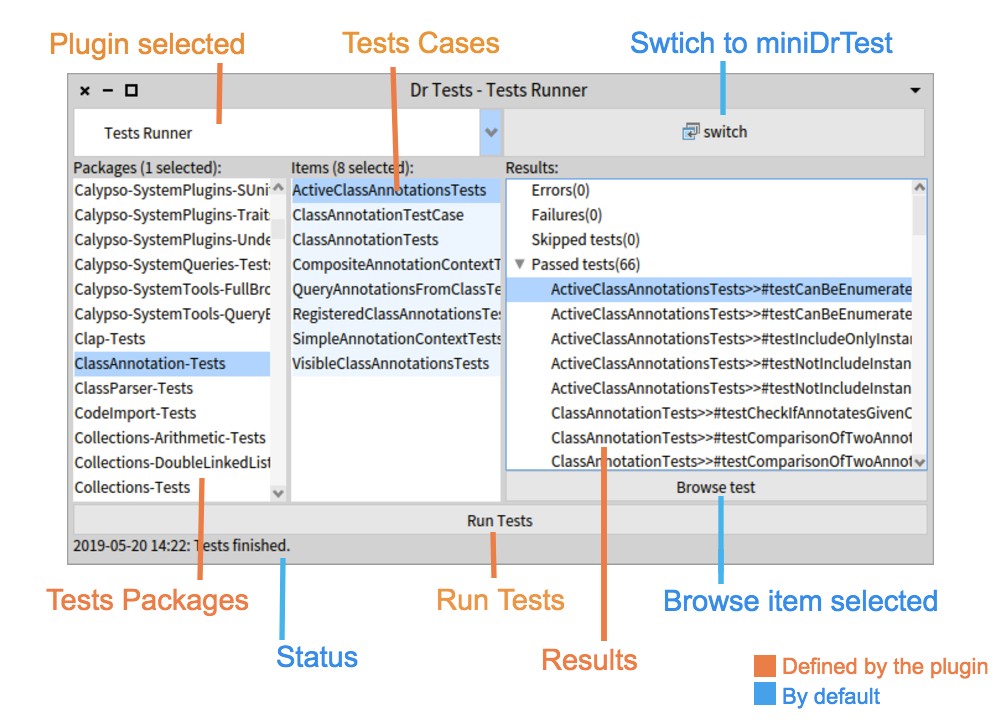 Plugin selected
Tests Cases
Swtich to miniDrTest
Dr Tests - Tests Runner
Tests Runner
switch
Packages (1 selected):
Calypso-SystemPlugins-SUni
Calypso-SystemPlugins-Trait
Calypso-SystemPlugins-Unde
Calypso-SystemQueries-Test
Calypso-SystemTools-FullBro
Calypso-SystemTools-QueryB
Clap-Tests
ClassAnnotation-Tests
ClassParser-Tests
CodeImport-Tests
Collections-Arithmetic-Tests
Collections-DoubleLinkedList
Collections-Tests
Items (8 selected):
ActiveClassAnnotationsTests
ClassAnnotationTestCase
ClassAnnotationTests
CompositeAnnotationContextT
QueryAnnotationsFromClassTe
RegisteredClassAnnotationsTes
SimpleAnnotationContextTests
VisibleClassAnnotationsTests
Results:
Errors(0)
Failures(0)
Skipped tests(0)
Passed tests(66)
ActiveClassAnnotationsTests>>#testCanBeEnumerate
ActiveClassAnnotationsTests>>#testCanBeEnumerate
ActiveClassAnnotationsTests>>#testIncludeOnlyInstan
ActiveClassAnnotationsTests>>#testNotIncludeInstan
ActiveClassAnnotationsTests>>#testNotIncludeInstan
ClassAnnotationTests>>#testCheckIfAnnotatesGivenC
ClassAnnotationTests>>#testComparisonOfTwoAnnot
ClassAnnotationTests>>#testComparisonOfTwoAnnot
Browse test
Run Tests
2019-05-20 14:22: Tests finished.
Tests Packages
Run Tests
Browse item selected
Status
Results
Defined by the plugin
By default